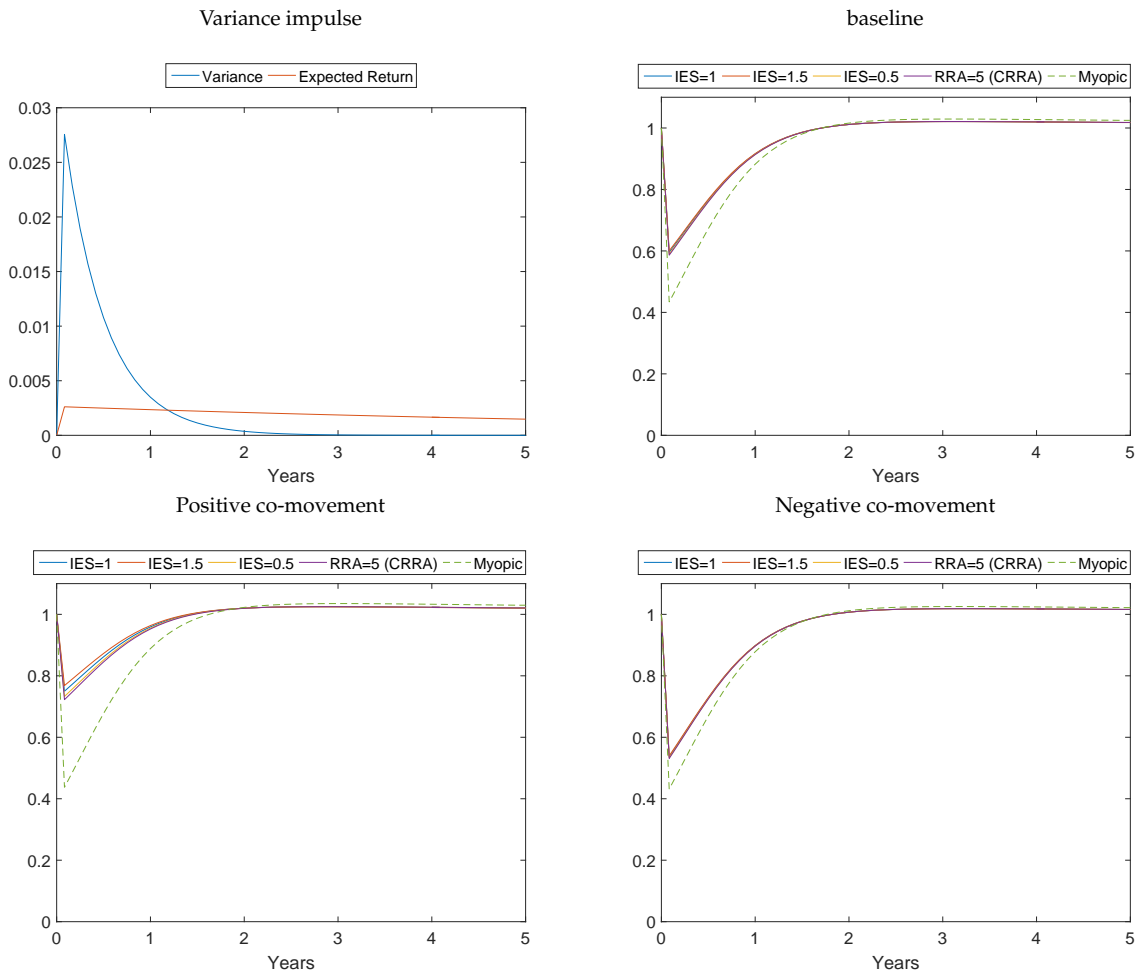 Variance impulse
Variance Expected Return
0.03
0.025
0.02
0.015
0.01
0.005
0
0 1 2 3 4 5
Years
baseline
IES=1 IES=1.5 IES=0.5 RRA=5 (CRRA) Myopic
1
0.8
0.6
0.4
0.2
0
0 1 2 3 4 5
Years
Positive co-movement
IES=1 IES=1.5 IES=0.5 RRA=5 (CRRA) Myopic
1
0.8
0.6
0.4
0.2
0
0 1 2 3 4 5
Years
Negative co-movement
IES=1 IES=1.5 IES=0.5 RRA=5 (CRRA) Myopic
1
0.8
0.6
0.4
0.2
0
0 1 2 3 4 5
Years